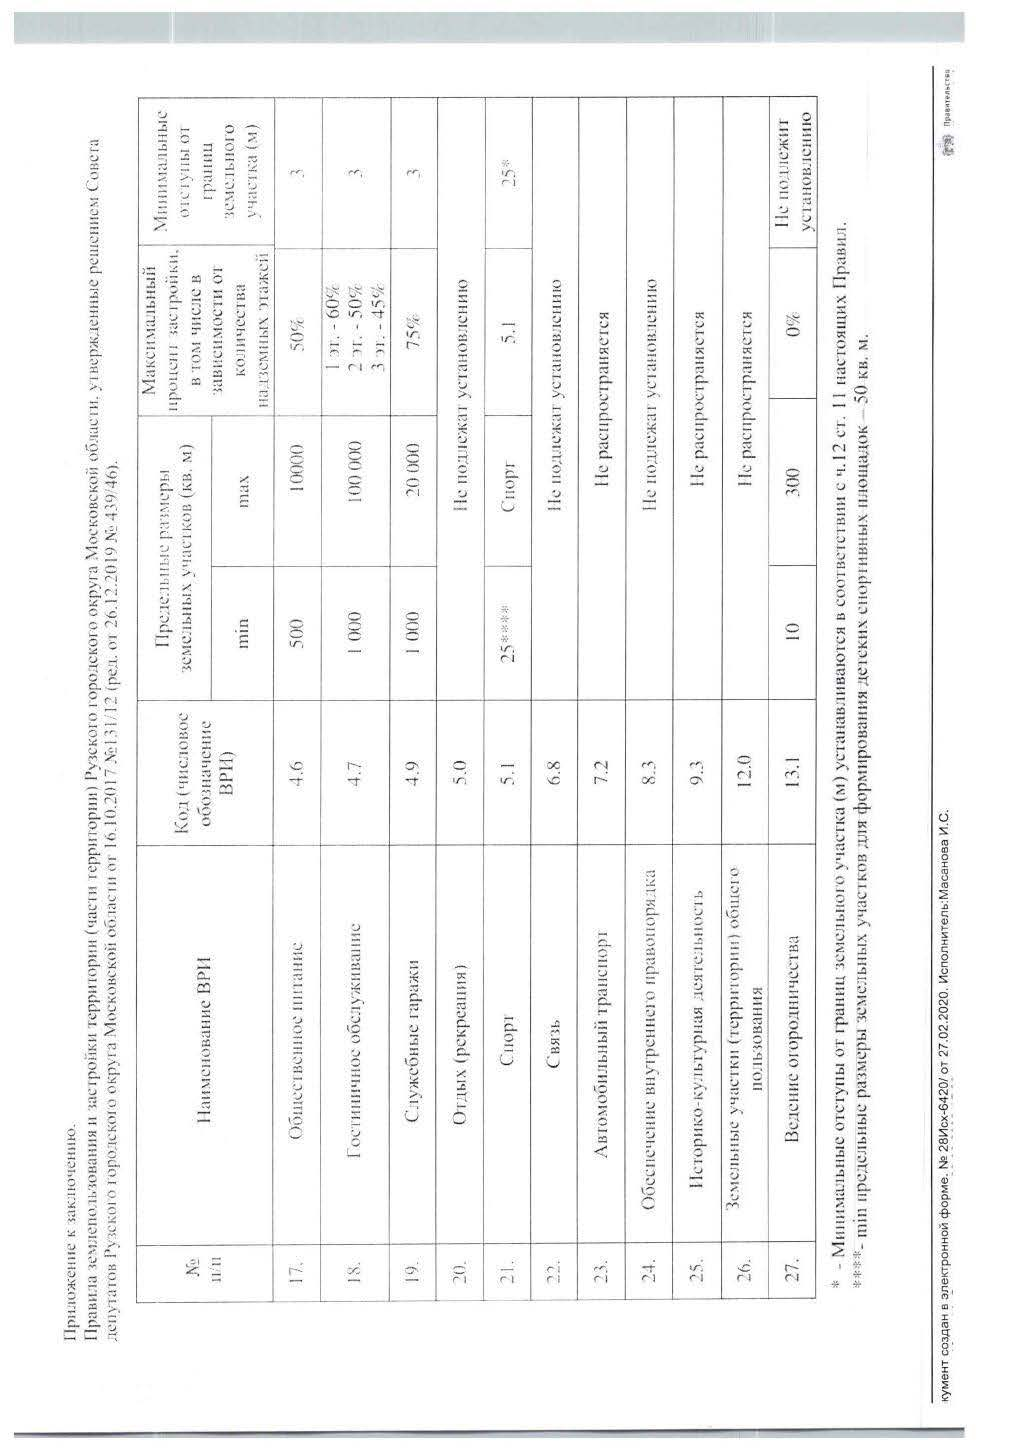 Приложение к заключению.
Правила землепользования и застройки территории (части территории) Рузского городского округа Московской области, утвержденные решением Совета
депутатов Рузского городского округа Московской области от 16.10.2017 №131/12 (ред. от 26.12.2019 № 439/46).
№ п/п
Наименование ВРИ
Код (числовое обозначение ВРИ)
Предельные размеры земельных участков (кв. м)
min
max
Максимальный процент застройки, в том числе в зависимости от количества надземных этажей
Минимальные отступы от границ земельного участка (м)
17. Общественное питание 4.6 500 10000 50% 3
18. Гостиничное обслуживание 4.7 1 000 100 000 1 эт. - 60%
2 эт. - 50%
3 эт. - 45% 3
19. Служебные гаражи 4.9 1 000 20 000 75% 3
20. Отдых (рекреация) 5.0 Не подлежат установлению
21. Спорт 5.1 25**** Спорт 5.1 25*
22. Связь 6.8 Не подлежат установлению
23. Автомобильный транспорт 7.2 Не распространяется
24. Обеспечение внутреннего правопорядка 8.3 Не подлежат установлению
25. Историко-культурная деятельность 9.3 Не распространяется
26. Земельные участки (территории) общего
пользования 12.0 Не распространяется
27. Ведение огородничества 13.1 10 300 0% Не подлежит
установлению
* - Минимальные отступы от границ земельного участка (м) устанавливаются в соответствии с ч.12 ст. 11 настоящих Правил.
****- min предельные размеры земельных участков для формирования детских спортивных площадок – 50 кв. м.
кумент создан в электронной форме. № 28Исх-6420/ от 27.02.2020. Исполнитель:Масанова И.С.
Правительства